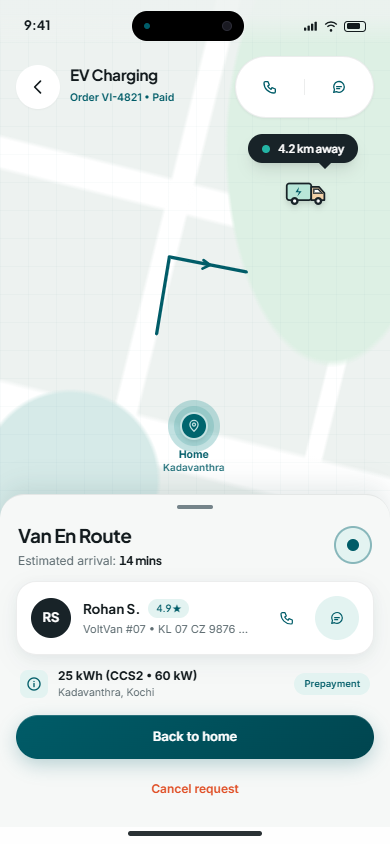 9:41
EV Charging
Order VI-4821 • Paid
4.2 km away
Home
Kadavanthra
Van En Route
Estimated arrival: 14 mins
RS
Rohan S.
4.9★
VoltVan #07 • KL 07 CZ 9876 ...
25 kWh (CCS2 • 60 kW)
Kadavanthra, Kochi
Prepayment
Back to home
Cancel request